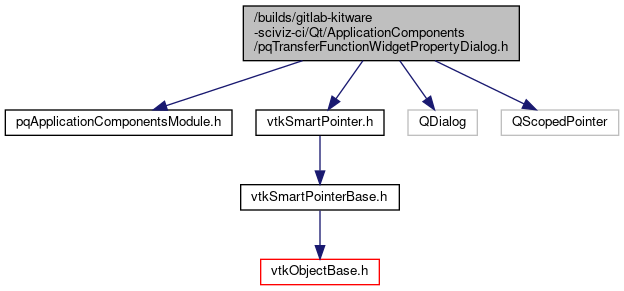 /builds/gitlab-kitware
-sciviz-ci/Qt/ApplicationComponents
/pqTransferFunctionWidgetPropertyDialog.h
pqApplicationComponentsModule.h
vtkSmartPointer.h
QDialog
QScopedPointer
vtkSmartPointerBase.h
vtkObjectBase.h